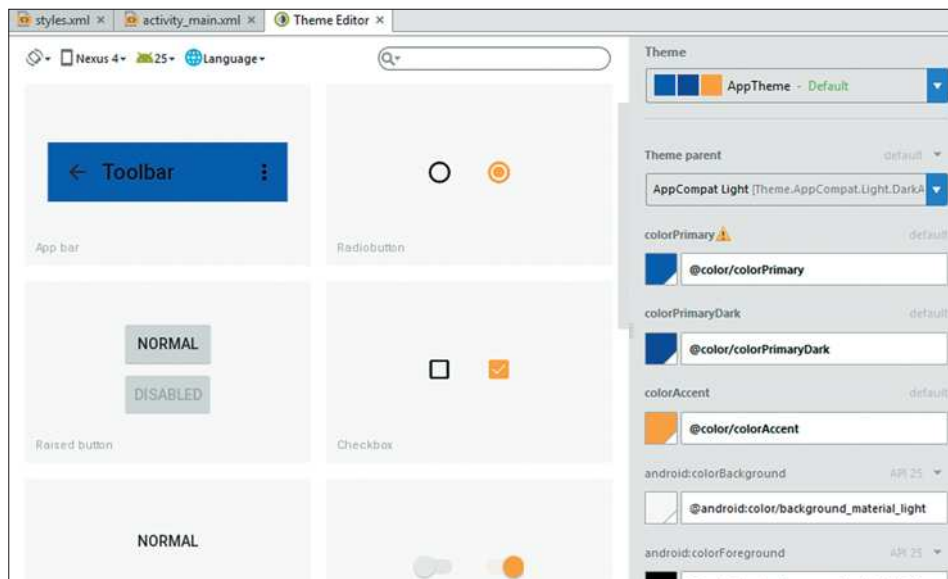 styles.xml
activity_main.xml
Theme Editor
Nexus 4
25
Language
Toolbar
App bar
Radiobutton
NORMAL
DISABLED
Raised button
Checkbox
NORMAL
Theme
AppTheme - Default
Theme parent default
AppCompat Light [Theme.AppCompat.Light.DarkA
colorPrimary default
@color/colorPrimary
colorPrimaryDark default
@color/colorPrimaryDark
colorAccent default
@color/colorAccent
android:colorBackground API 25
@android:color/background_material_light
android:colorForeground API 25